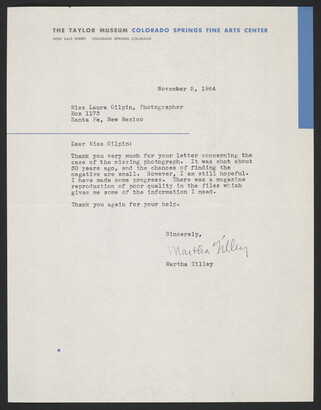 THE TAYLOR MUSEUM COLORADO SPRINGS FINE ARTS CENTER
WEST DALE STREET COLORADO SPRINGS, COLORADO
November 5, 1964
Miss Laura Gilpin, Photographer
Box 1173
Santa Fe, New Mexico
Dear Miss Gilpin:
Thank you very much for your letter concerning the
case of the missing photograph. It was shot about
50 years ago, and the chances of finding the
negative are small. However, I am still hopeful.
I have made some progress. There was a magazine
reproduction of poor quality in the files which
gives me some of the information I need.
Thank you again for your help.
Sincerely,
Martha Tilley
Martha Tilley